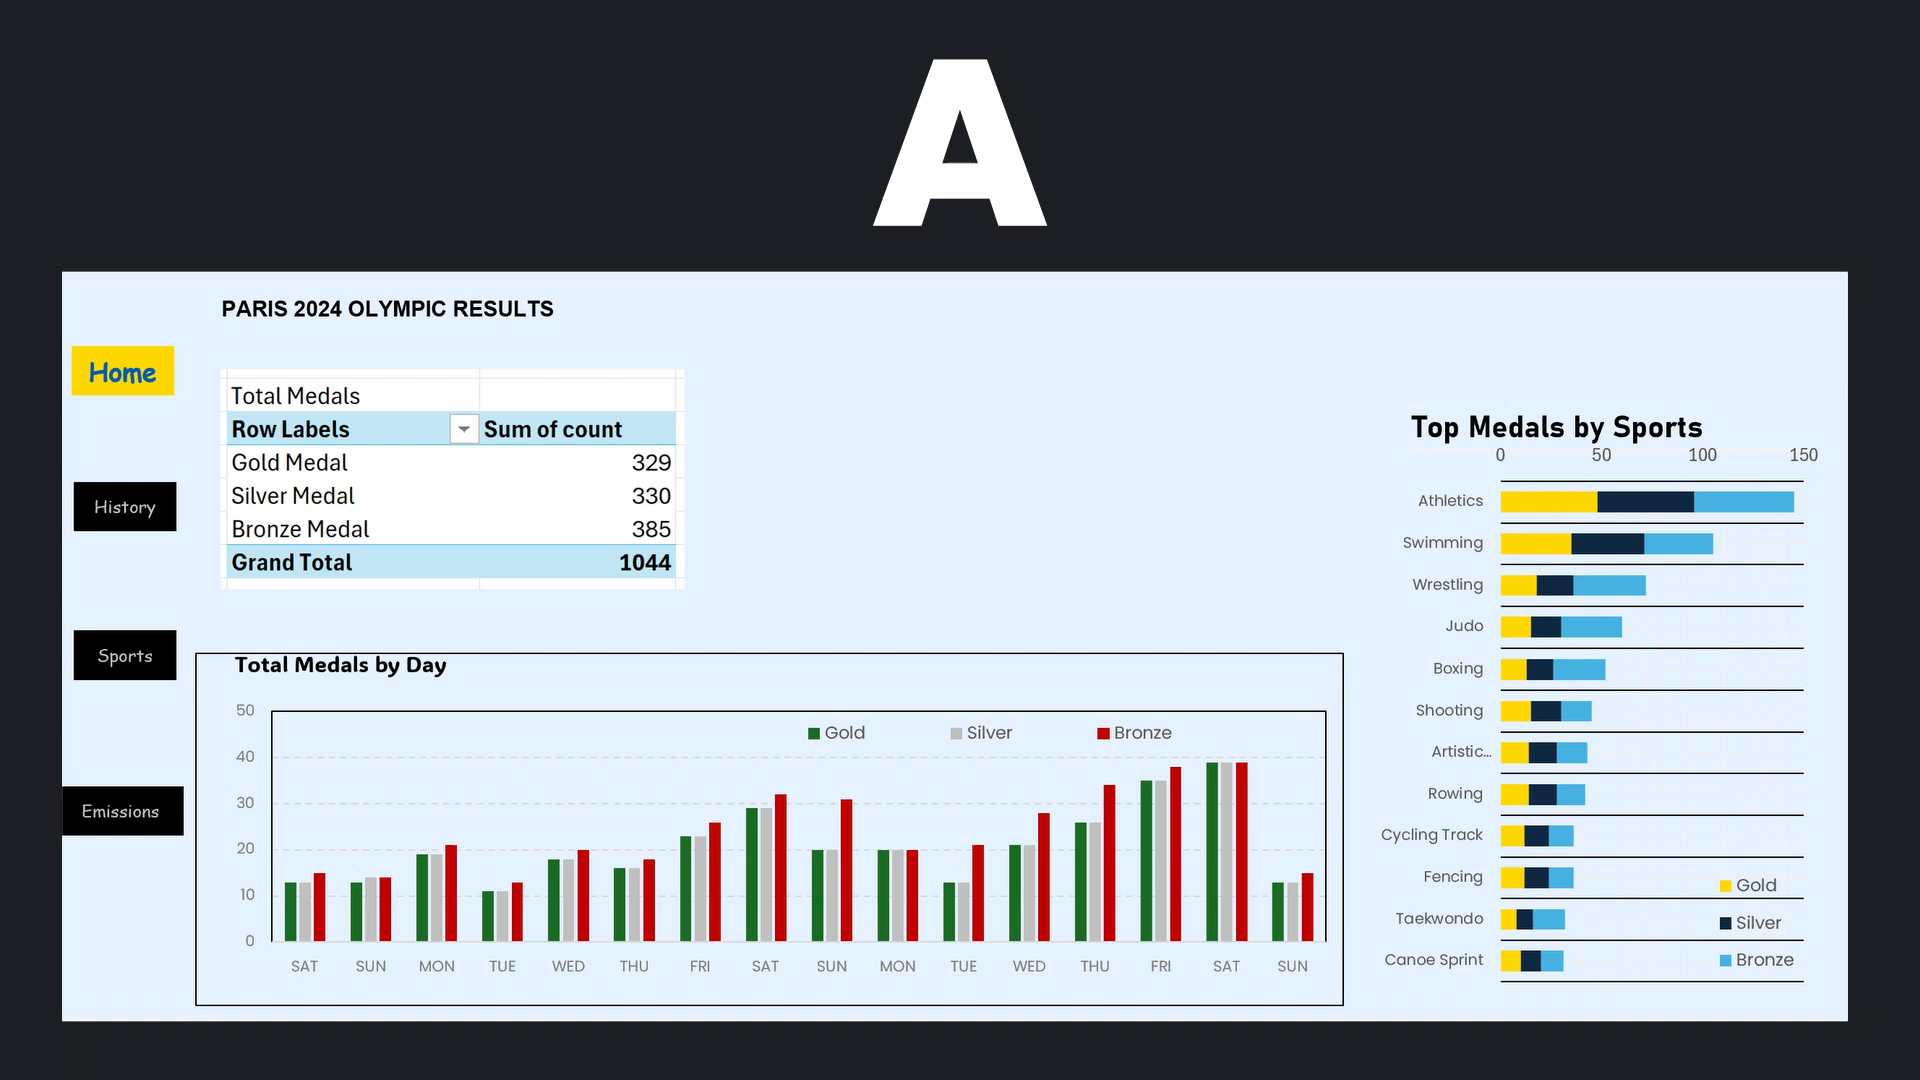 A
PARIS 2024 OLYMPIC RESULTS
Home
History
Sports
Emissions
Total Medals
Row Labels Sum of count
Gold Medal 329
Silver Medal 330
Bronze Medal 385
Grand Total 1044
Total Medals by Day
Gold Silver Bronze
50
40
30
20
10
0
SAT SUN MON TUE WED THU FRI SAT SUN MON TUE WED THU FRI SAT SUN
Top Medals by Sports
0 50 100 150
Athletics
Swimming
Wrestling
Judo
Boxing
Shooting
Artistic...
Rowing
Cycling Track
Fencing
Taekwondo
Canoe Sprint
Gold
Silver
Bronze